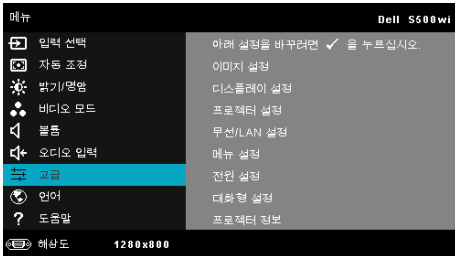 메뉴 Dell S500wi
입력 선택
자동 조정
밝기/명암
비디오 모드
볼륨
오디오 입력
고급
언어
도움말
아래 설정을 바꾸려면 ✓ 을 누르십시오.
이미지 설정
디스플레이 설정
프로젝터 설정
무선/LAN 설정
메뉴 설정
전원 설정
대화형 설정
프로젝터 정보
해상도 1280x800